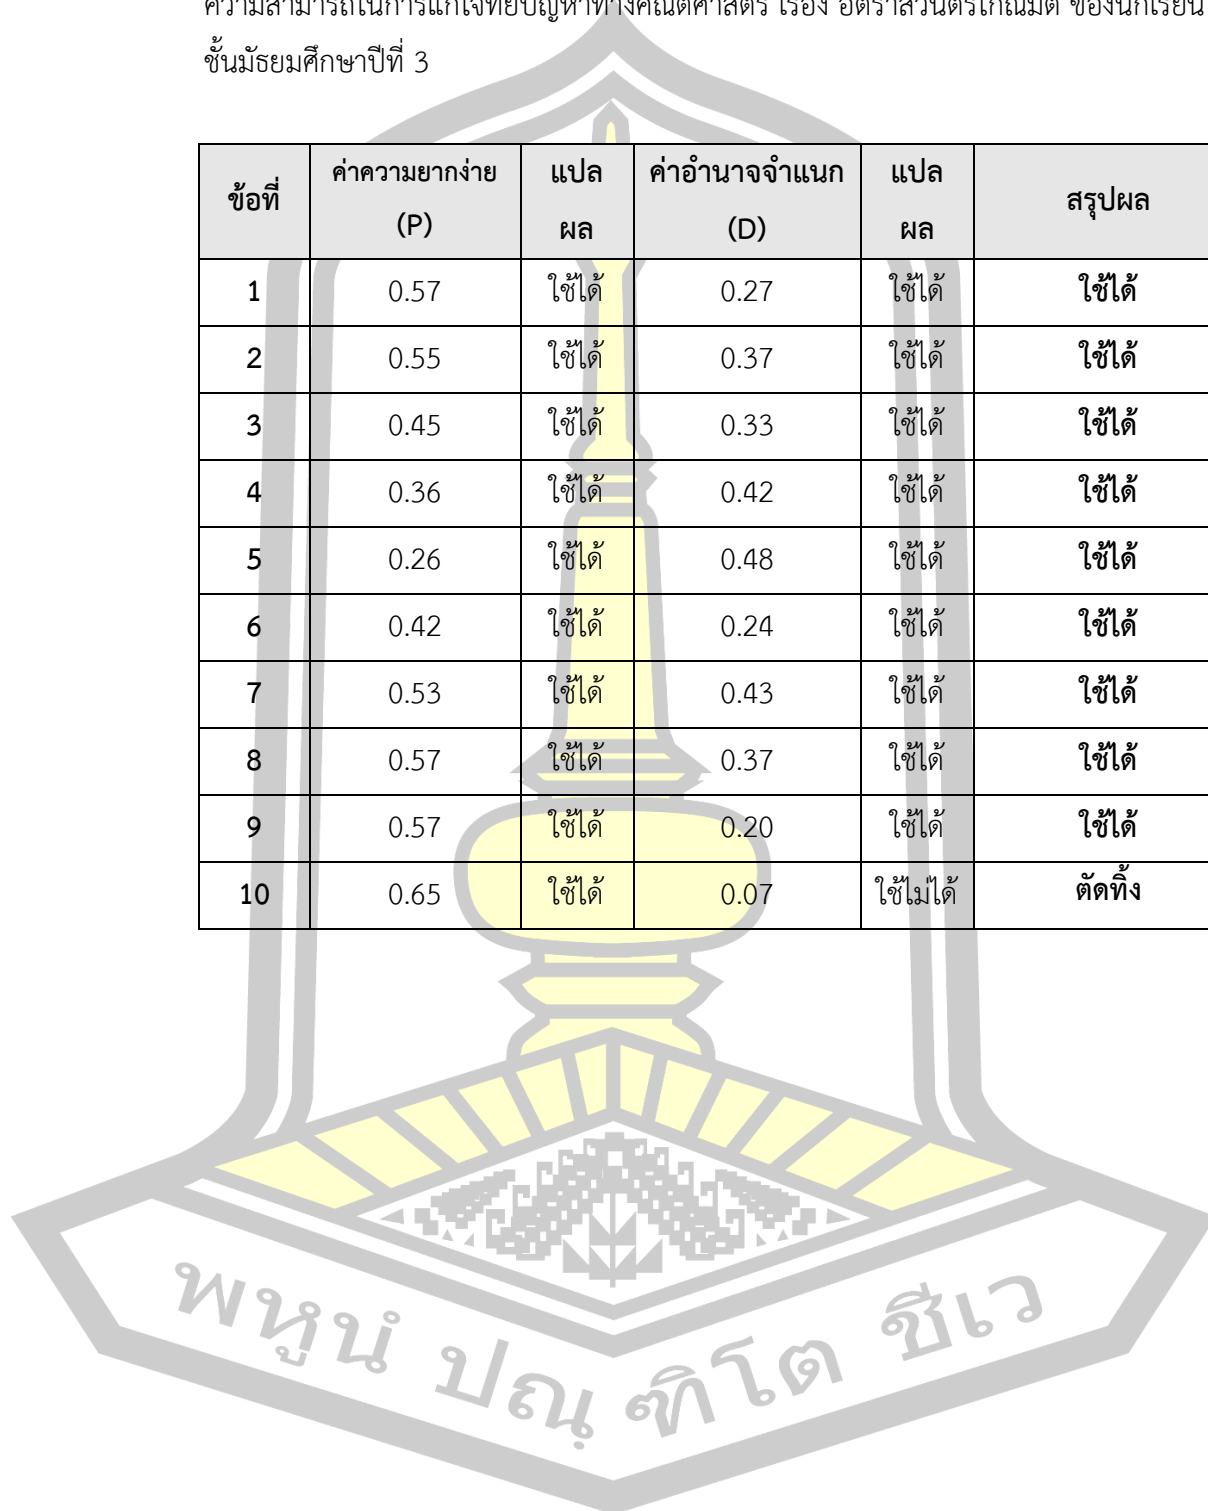 ความสามารถในการแก้โจทย์ปัญหาทางคณิตศาสตร์ เรื่อง อัตราส่วนตรีโกณมิติ ของนักเรียน
ชั้นมัธยมศึกษาปีที่ 3
ข้อที่ ค่าความยากง่าย (P) แปลผล ค่าอำนาจจำแนก (D) แปลผล สรุปผล
1 0.57 ใช้ได้ 0.27 ใช้ได้ ใช้ได้
2 0.55 ใช้ได้ 0.37 ใช้ได้ ใช้ได้
3 0.45 ใช้ได้ 0.33 ใช้ได้ ใช้ได้
4 0.36 ใช้ได้ 0.42 ใช้ได้ ใช้ได้
5 0.26 ใช้ได้ 0.48 ใช้ได้ ใช้ได้
6 0.42 ใช้ได้ 0.24 ใช้ได้ ใช้ได้
7 0.53 ใช้ได้ 0.43 ใช้ได้ ใช้ได้
8 0.57 ใช้ได้ 0.37 ใช้ได้ ใช้ได้
9 0.57 ใช้ได้ 0.20 ใช้ได้ ใช้ได้
10 0.65 ใช้ได้ 0.07 ใช้ไม่ได้ ตัดทิ้ง
พหูนํ ปณฺฑิโต ชีเว